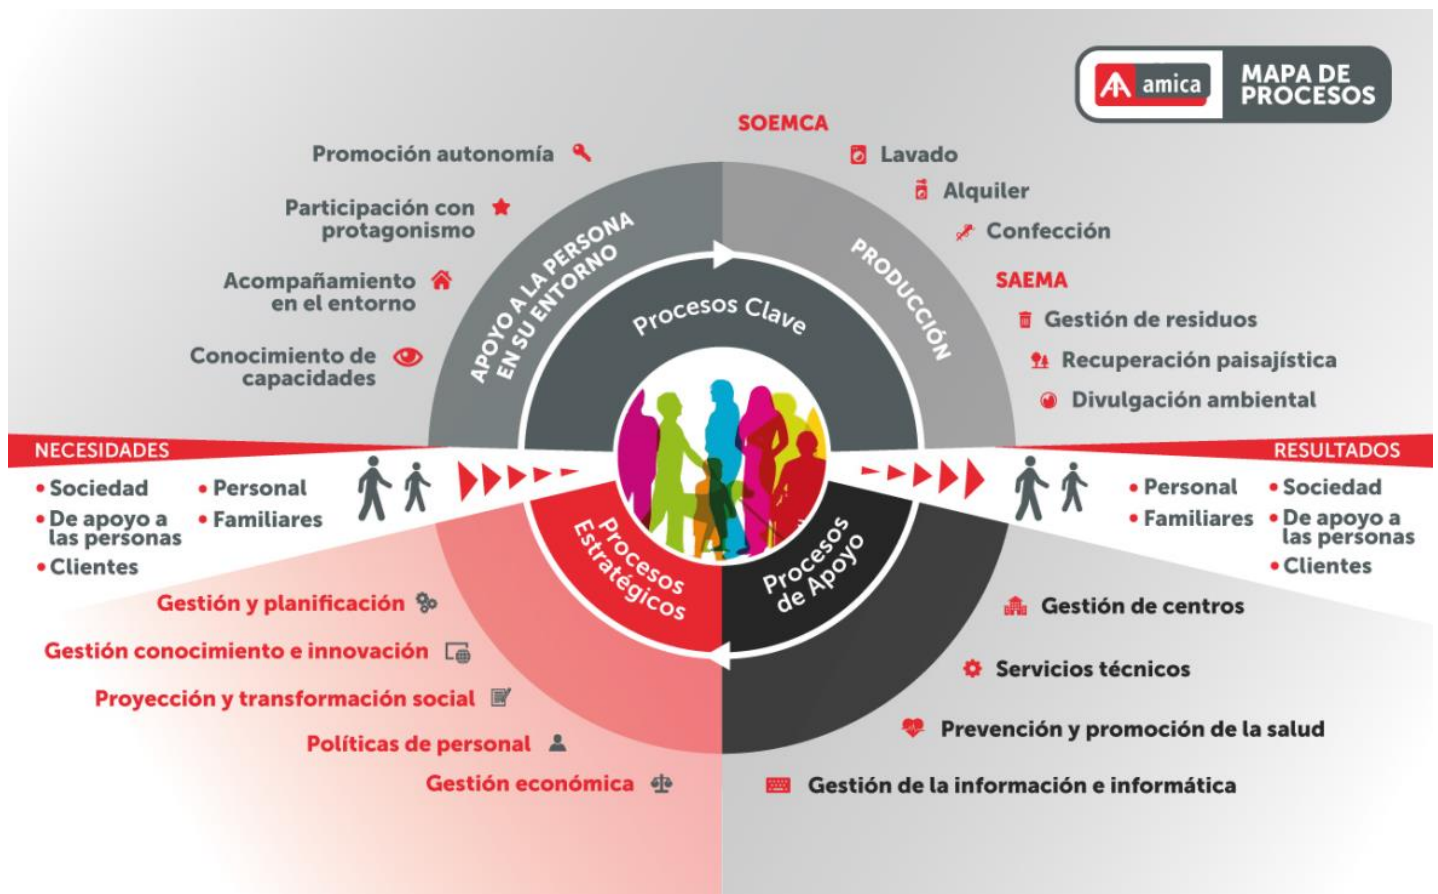 amica
MAPA DE
PROCESOS
SOEMCA
Lavado
Alquiler
Confección
SAEMA
Gestión de residuos
Recuperación paisajística
Divulgación ambiental
Promoción autonomía
Participación con
protagonismo
Acompañamiento
en el entorno
Conocimiento de
capacidades
APOYO A LA PERSONA
EN SU ENTORNO
PRODUCCIÓN
Procesos Clave
NECESIDADES
• Sociedad
• De apoyo a
las personas
• Clientes
• Personal
• Familiares
RESULTADOS
• Personal
• Familiares
• Sociedad
• De apoyo a
las personas
• Clientes
Procesos
Estratégicos
Procesos
de Apoyo
Gestión y planificación
Gestión conocimiento e innovación
Proyección y transformación social
Políticas de personal
Gestión económica
Gestión de centros
Servicios técnicos
Prevención y promoción de la salud
Gestión de la información e informática